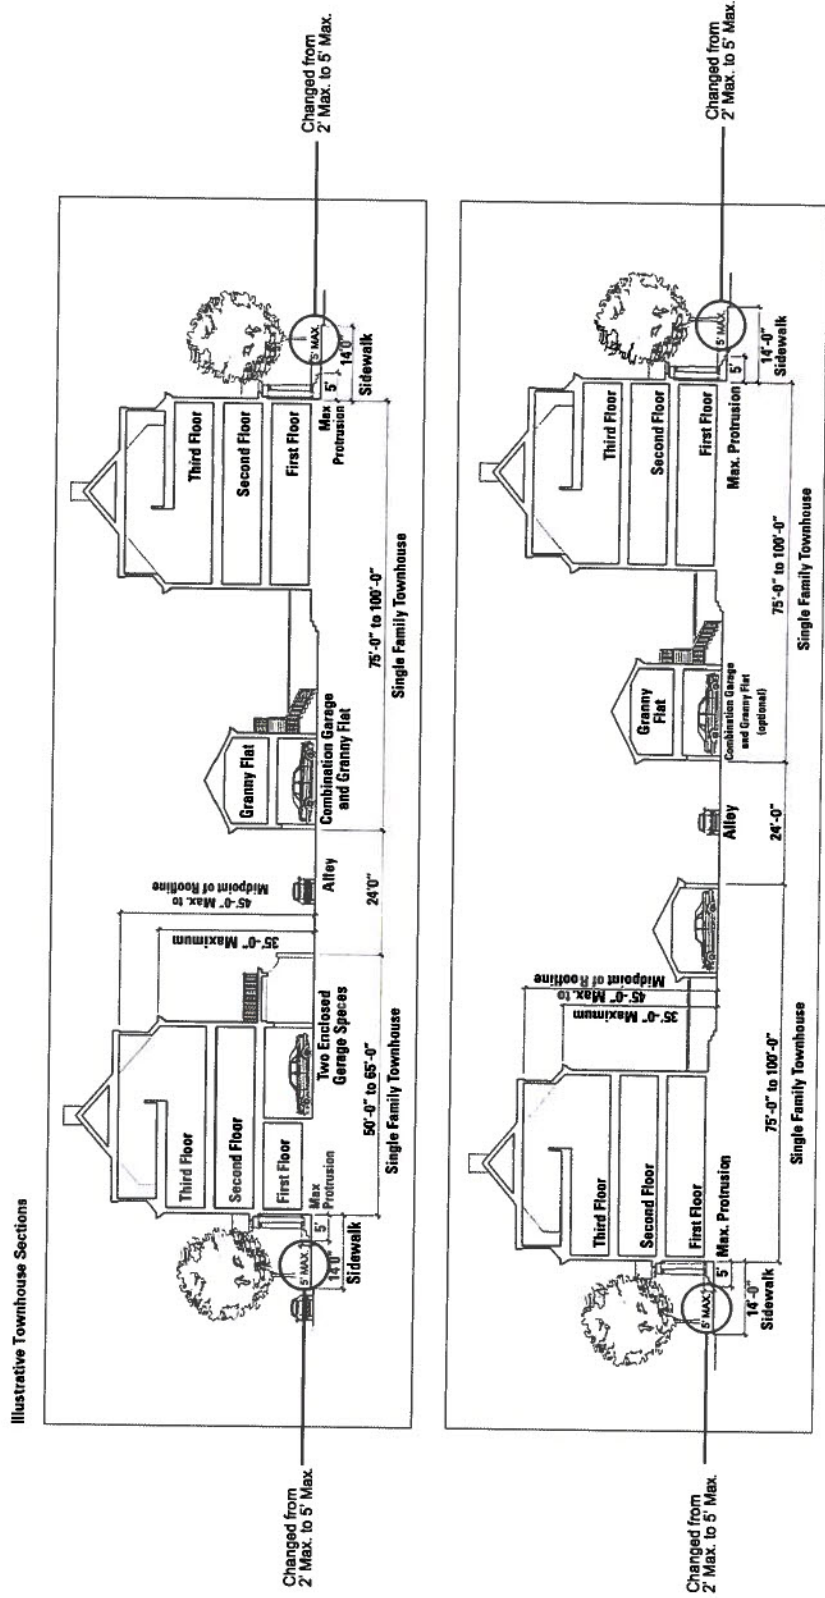 Illustrative Townhouse Sections
Changed from
2' Max. to 5' Max.
Third Floor
Second Floor
First Floor
Max
Protrusion
5'
5' MAX.
14'0"
Sidewalk
Two Enclosed
Gerage Speces
50'-0" to 65'-0"
Single Family Townhouse
35'-0" Maximum
45'-0" Max. to
Midpoint of Roofline
Alley
24'0"
Granny Flat
Combination Garage
and Granny Flat
75'-0" to 100'-0"
Single Family Townhouse
Third Floor
Second Floor
First Floor
Max
Protrusion
5'
5' MAX.
14'0"
Sidewalk
Changed from
2' Max. to 5' Max.
Changed from
2' Max. to 5' Max.
Third Floor
Second Floor
First Floor
Max. Protrusion
5'
5' MAX.
14'-0"
Sidewalk
75'-0" to 100'-0"
Single Family Townhouse
35'-0" Maximum
45'-0" Max. to
Midpoint of Roofline
Alley
24'-0"
Granny
Flat
Combination Garage
and Granny Flat
(optional)
75'-0" to 100'-0"
Single Family Townhouse
Third Floor
Second Floor
First Floor
Max. Protrusion
5'
5' MAX.
14'-0"
Sidewalk
Changed from
2' Max. to 5' Max.